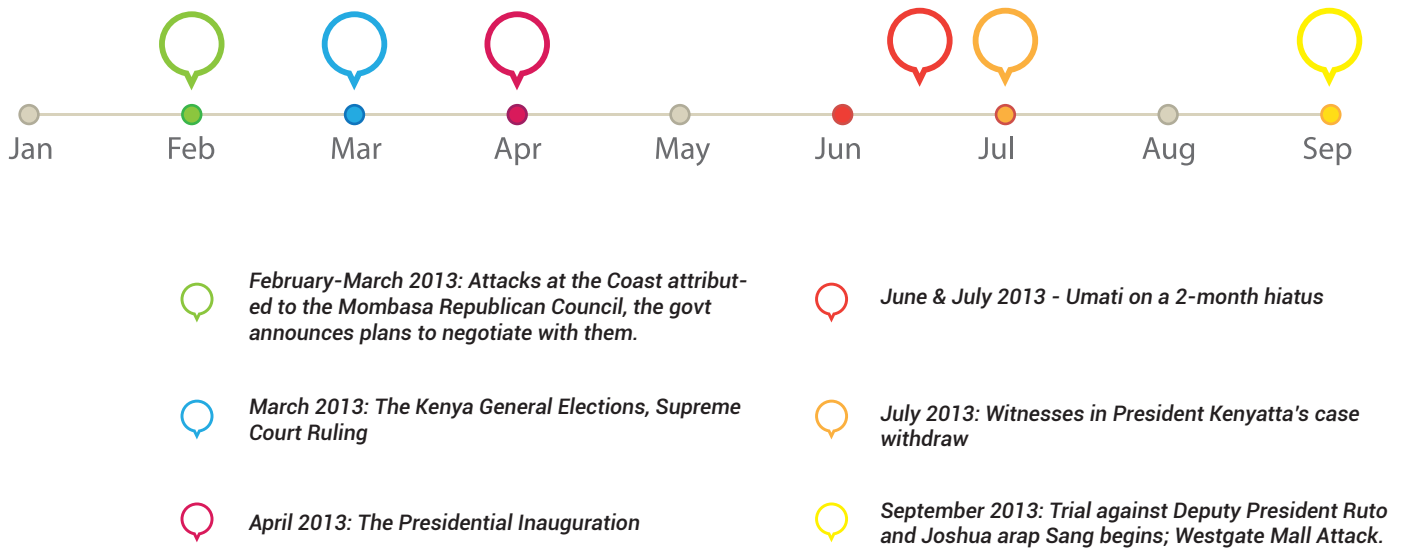 Jan Feb Mar Apr May Jun Jul Aug Sep
February-March 2013: Attacks at the Coast attribut-
ed to the Mombasa Republican Council, the govt
announces plans to negotiate with them.
March 2013: The Kenya General Elections, Supreme
Court Ruling
April 2013: The Presidential Inauguration
June & July 2013 - Umati on a 2-month hiatus
July 2013: Witnesses in President Kenyatta's case
withdraw
September 2013: Trial against Deputy President Ruto
and Joshua arap Sang begins; Westgate Mall Attack.